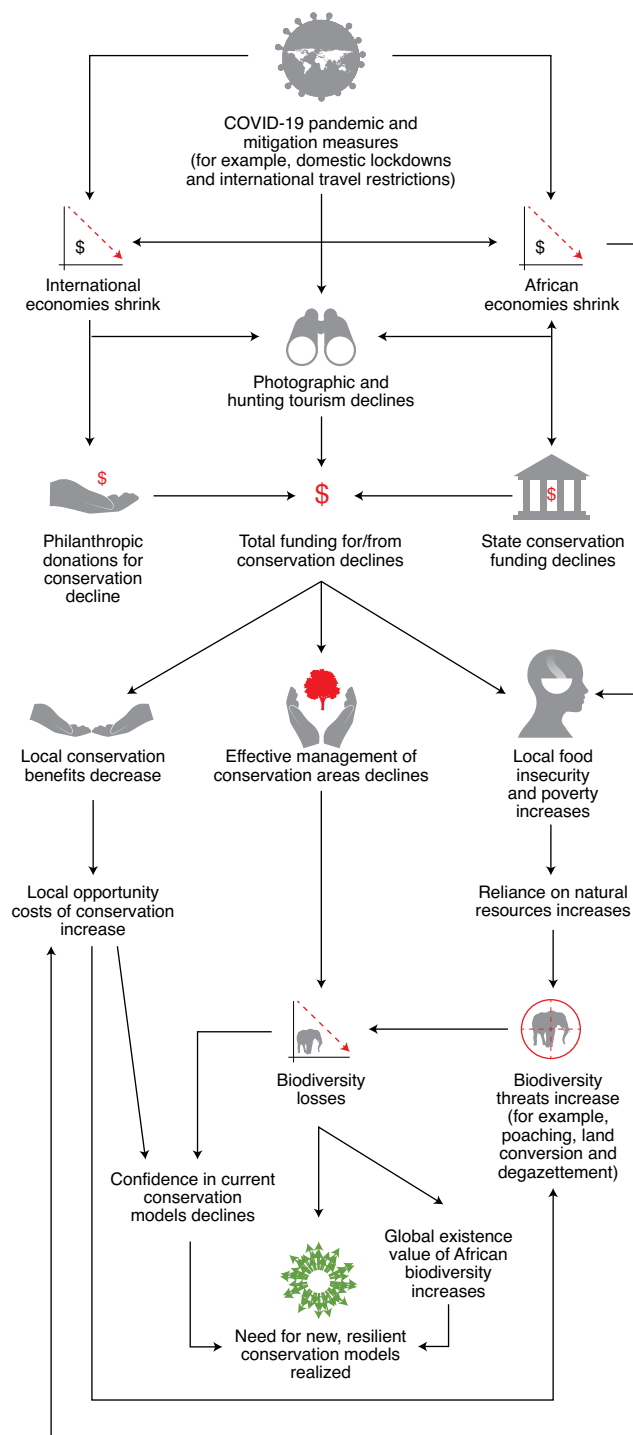 COVID-19 pandemic and
mitigation measures
(for example, domestic lockdowns
and international travel restrictions)
$
International
economies shrink
$
African
economies shrink
Photographic and
hunting tourism declines
$
Philanthropic
donations for
conservation
decline
$
Total funding for/from
conservation declines
$
State conservation
funding declines
Local conservation
benefits decrease
Effective management of
conservation areas declines
Local food
insecurity
and poverty
increases
Local opportunity
costs of conservation
increase
Reliance on natural
resources increases
Biodiversity
losses
Biodiversity
threats increase
(for example,
poaching, land
conversion and
degazettement)
Confidence in current
conservation
models declines
Global existence
value of African
biodiversity
increases
Need for new, resilient
conservation models
realized